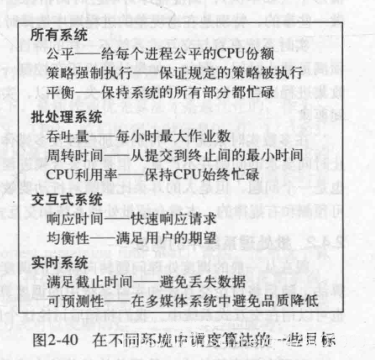 所有系统
公平——给每个进程公平的CPU份额
策略强制执行——保证规定的策略被执行
平衡——保持系统的所有部分都忙碌
批处理系统
吞吐量——每小时最大作业数
周转时间——从提交到终止间的最小时间
CPU利用率——保持CPU始终忙碌
交互式系统
响应时间——快速响应请求
均衡性——满足用户的期望
实时系统
满足截止时间——避免丢失数据
可预测性——在多媒体系统中避免品质降低
图2-40 在不同环境中调度算法的一些目标